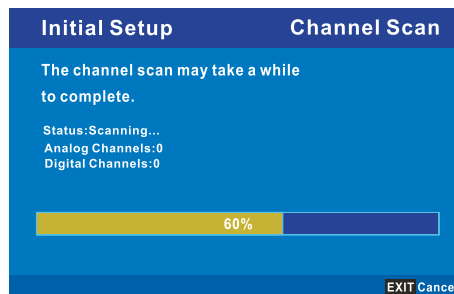 Initial Setup Channel Scan
The channel scan may take a while
to complete.
Status:Scanning...
Analog Channels:0
Digital Channels:0
60%
EXIT Cance